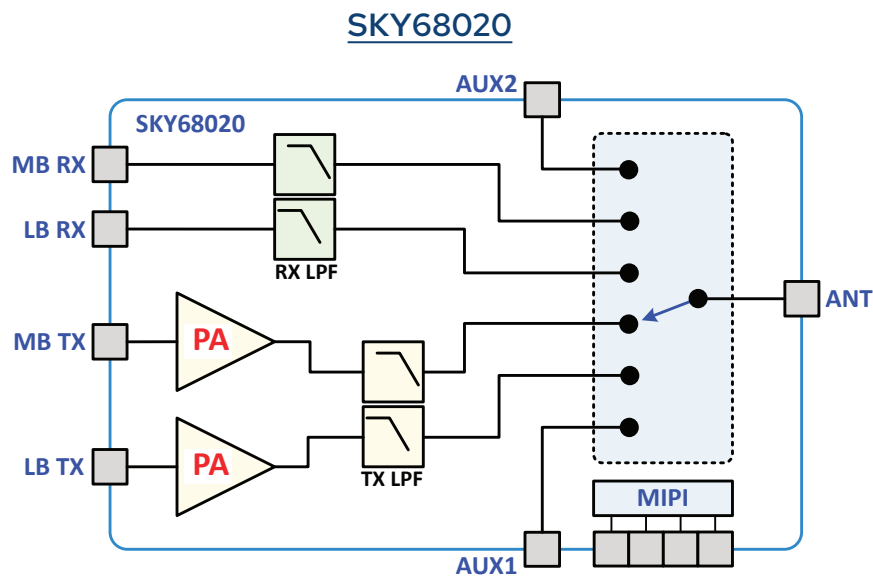 SKY68020
AUX2
SKY68020
MB RX
LB RX
RX LPF
ANT
MB TX
PA
LB TX
PA
TX LPF
MIPI
AUX1